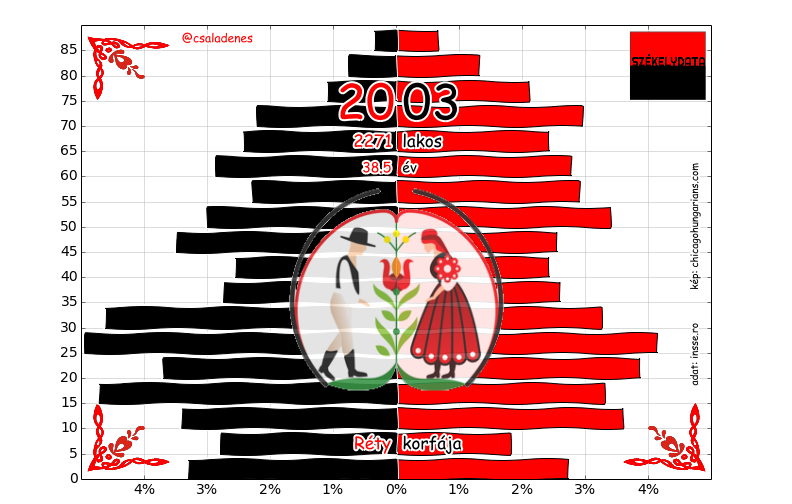 @csaladenes
SZÉKELYDATA
2003
2271 lakos
38.5 év
kép: chicagohungarians.com
adat: insse.ro
Réty korfája
85
80
75
70
65
60
55
50
45
40
35
30
25
20
15
10
5
0
4% 3% 2% 1% 0% 1% 2% 3% 4%